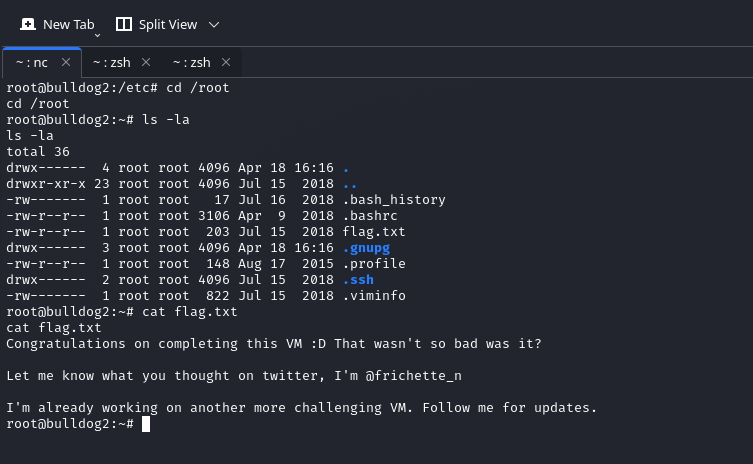 New Tab Split View
~ : nc ~ : zsh ~ : zsh
root@bulldog2:/etc# cd /root
cd /root
root@bulldog2:~# ls -la
ls -la
total 36
drwx------  4 root root 4096 Apr 18 16:16 .
drwxr-xr-x 23 root root 4096 Jul 15  2018 ..
-rw-------  1 root root   17 Jul 16  2018 .bash_history
-rw-r--r--  1 root root 3106 Apr  9  2018 .bashrc
-rw-r--r--  1 root root  203 Jul 15  2018 flag.txt
drwx------  3 root root 4096 Apr 18 16:16 .gnupg
-rw-r--r--  1 root root  148 Aug 17  2015 .profile
drwx------  2 root root 4096 Jul 15  2018 .ssh
-rw-------  1 root root  822 Jul 15  2018 .viminfo
root@bulldog2:~# cat flag.txt
cat flag.txt
Congratulations on completing this VM :D That wasn't so bad was it?
Let me know what you thought on twitter, I'm @frichette_n
I'm already working on another more challenging VM. Follow me for updates.
root@bulldog2:~#